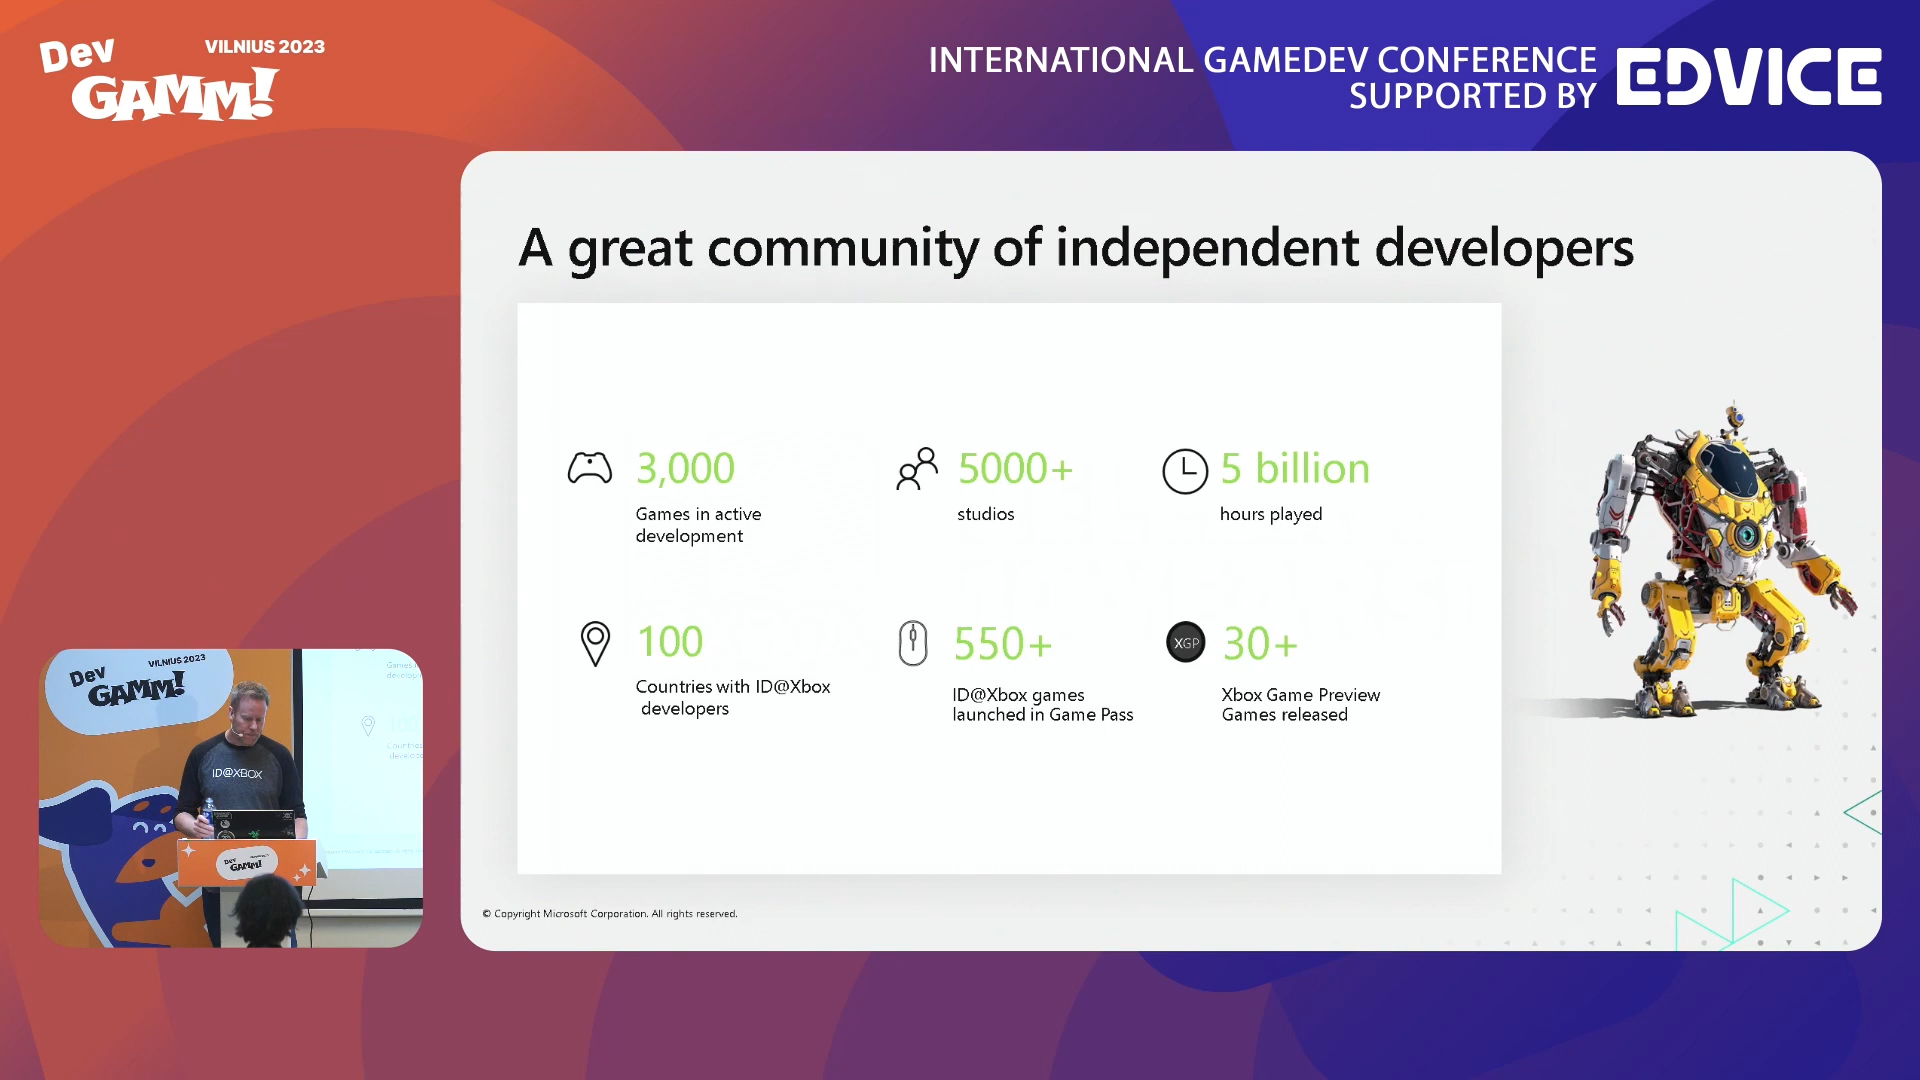 Dev
GAMM!
VILNIUS 2023
INTERNATIONAL GAMEDEV CONFERENCE
SUPPORTED BY
EDVICE
A great community of independent developers
3,000
Games in active
development
5000+
studios
5 billion
hours played
100
Countries with ID@Xbox
developers
550+
ID@Xbox games
launched in Game Pass
XGP
30+
Xbox Game Preview
Games released
© Copyright Microsoft Corporation. All rights reserved.
Dev
GAMM!
VILNIUS 2023
ID@XBOX
Dev
GAMM!